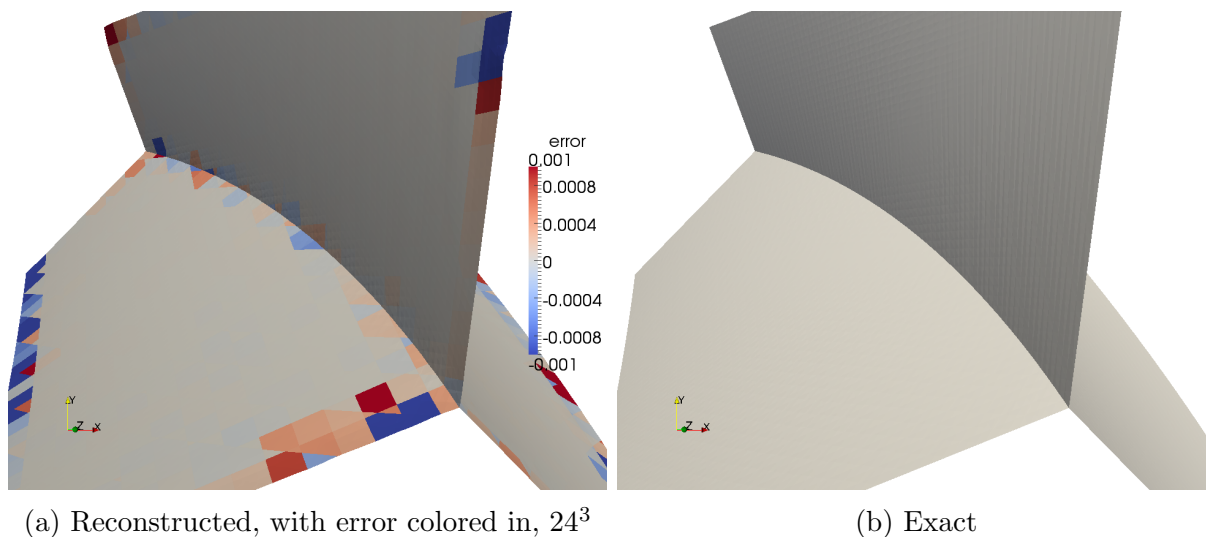 error
0.001
0.0008
0.0004
0
-0.0004
-0.0008
-0.001
Y
Z X
Y
Z X
(a) Reconstructed, with error colored in, 24³
(b) Exact